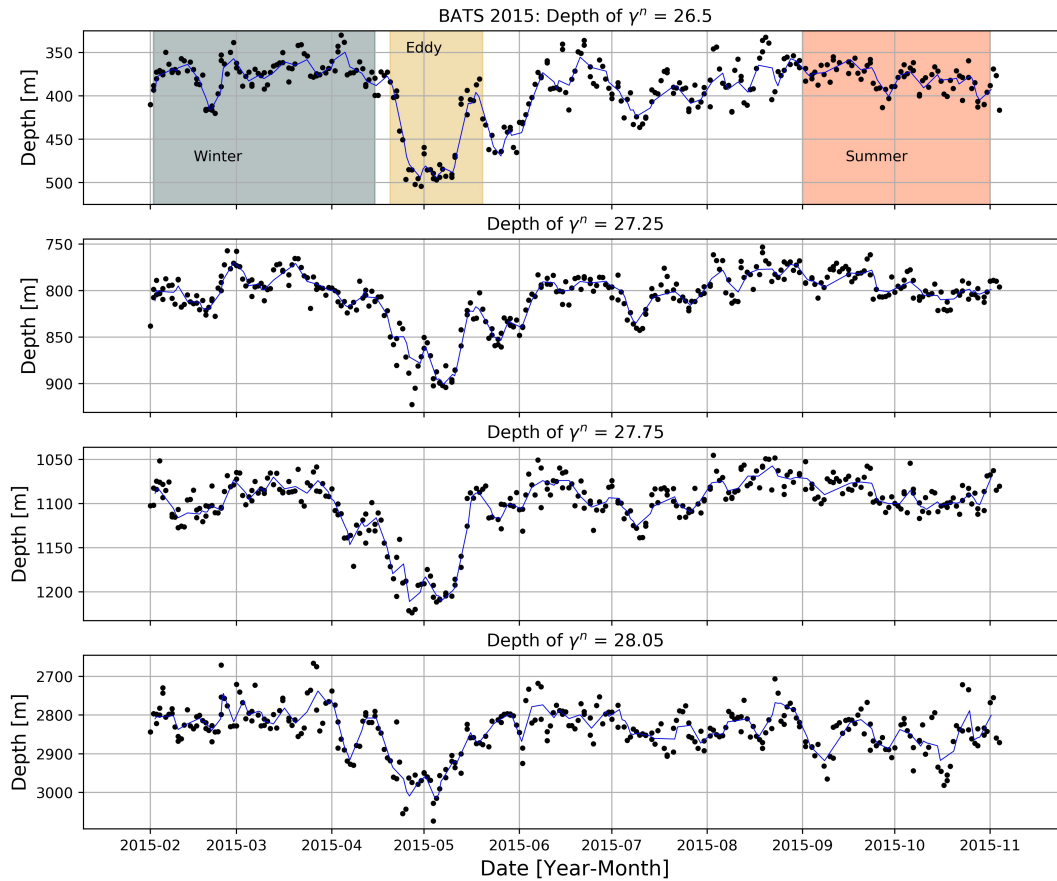 BATS 2015: Depth of γⁿ = 26.5
Depth [m]
350
400
450
500
Winter
Eddy
Summer
Depth of γⁿ = 27.25
Depth [m]
750
800
850
900
Depth of γⁿ = 27.75
Depth [m]
1050
1100
1150
1200
Depth of γⁿ = 28.05
Depth [m]
2700
2800
2900
3000
2015-02 2015-03 2015-04 2015-05 2015-06 2015-07 2015-08 2015-09 2015-10 2015-11
Date [Year-Month]